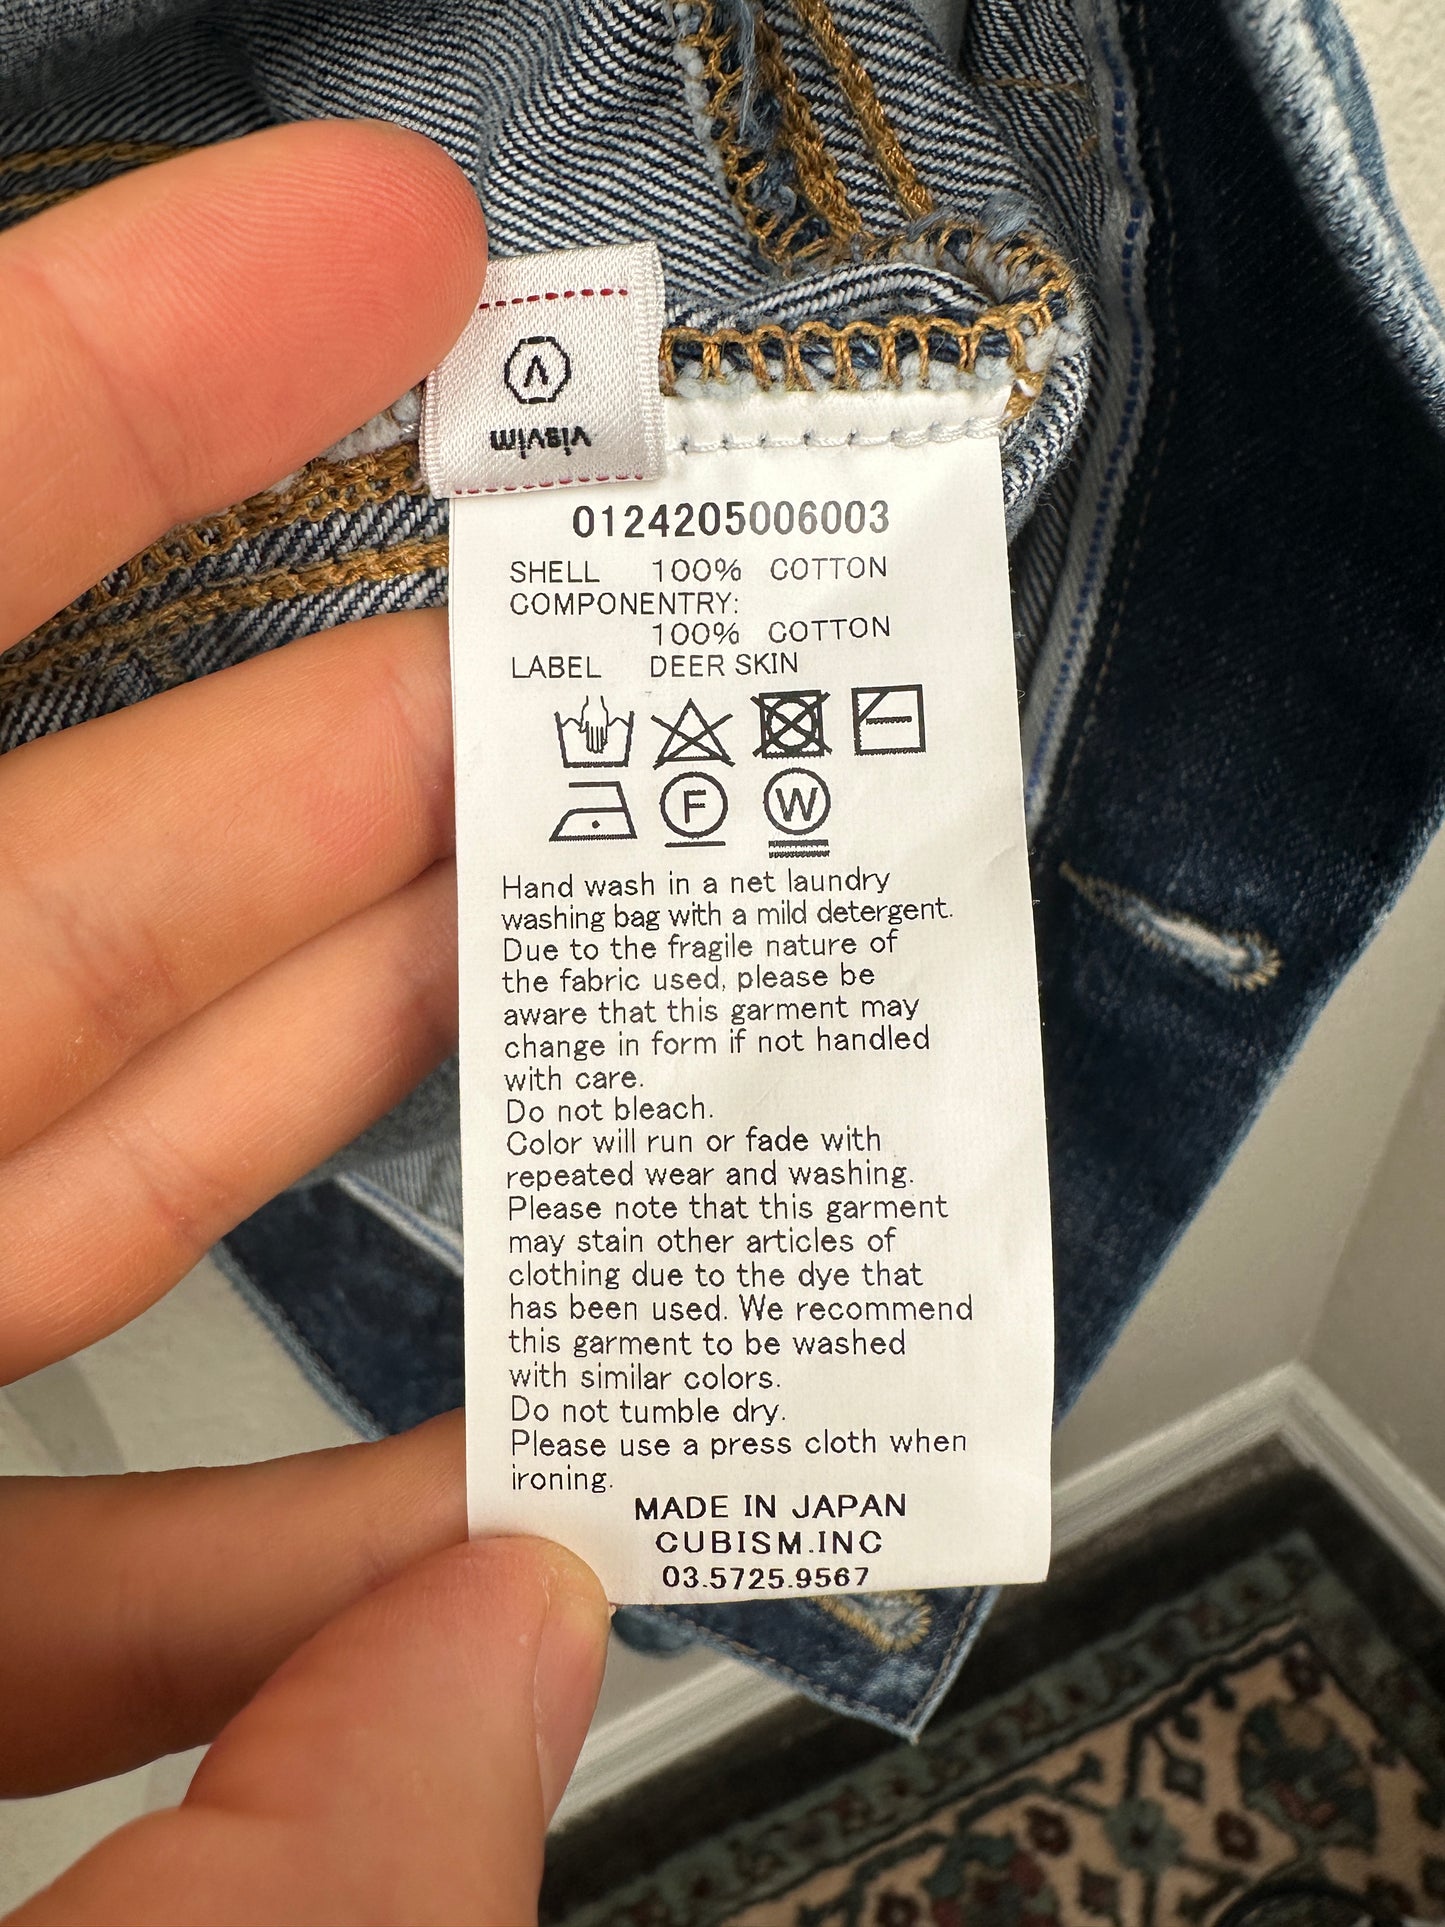 visvim
0124205006003
SHELL 100% COTTON
COMPONENTRY:
100% COTTON
LABEL DEER SKIN
F W
Hand wash in a net laundry
washing bag with a mild detergent.
Due to the fragile nature of
the fabric used, please be
aware that this garment may
change in form if not handled
with care.
Do not bleach.
Color will run or fade with
repeated wear and washing.
Please note that this garment
may stain other articles of
clothing due to the dye that
has been used. We recommend
this garment to be washed
with similar colors.
Do not tumble dry.
Please use a press cloth when
ironing.
MADE IN JAPAN
CUBISM.INC
03.5725.9567